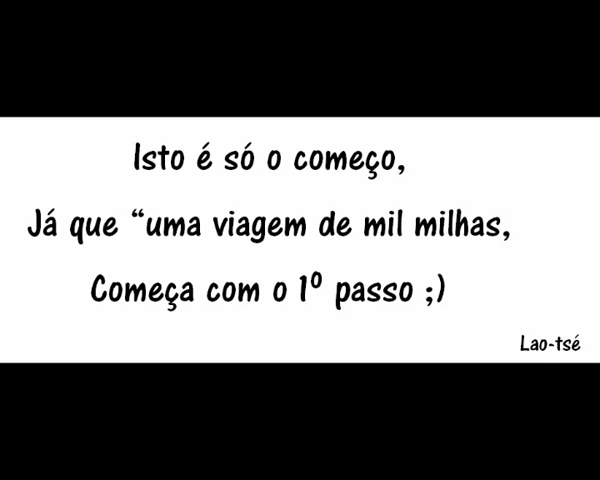 Isto é só o começo,
Já que “uma viagem de mil milhas,
Começa com o 1º passo ;)
Lao-tsé